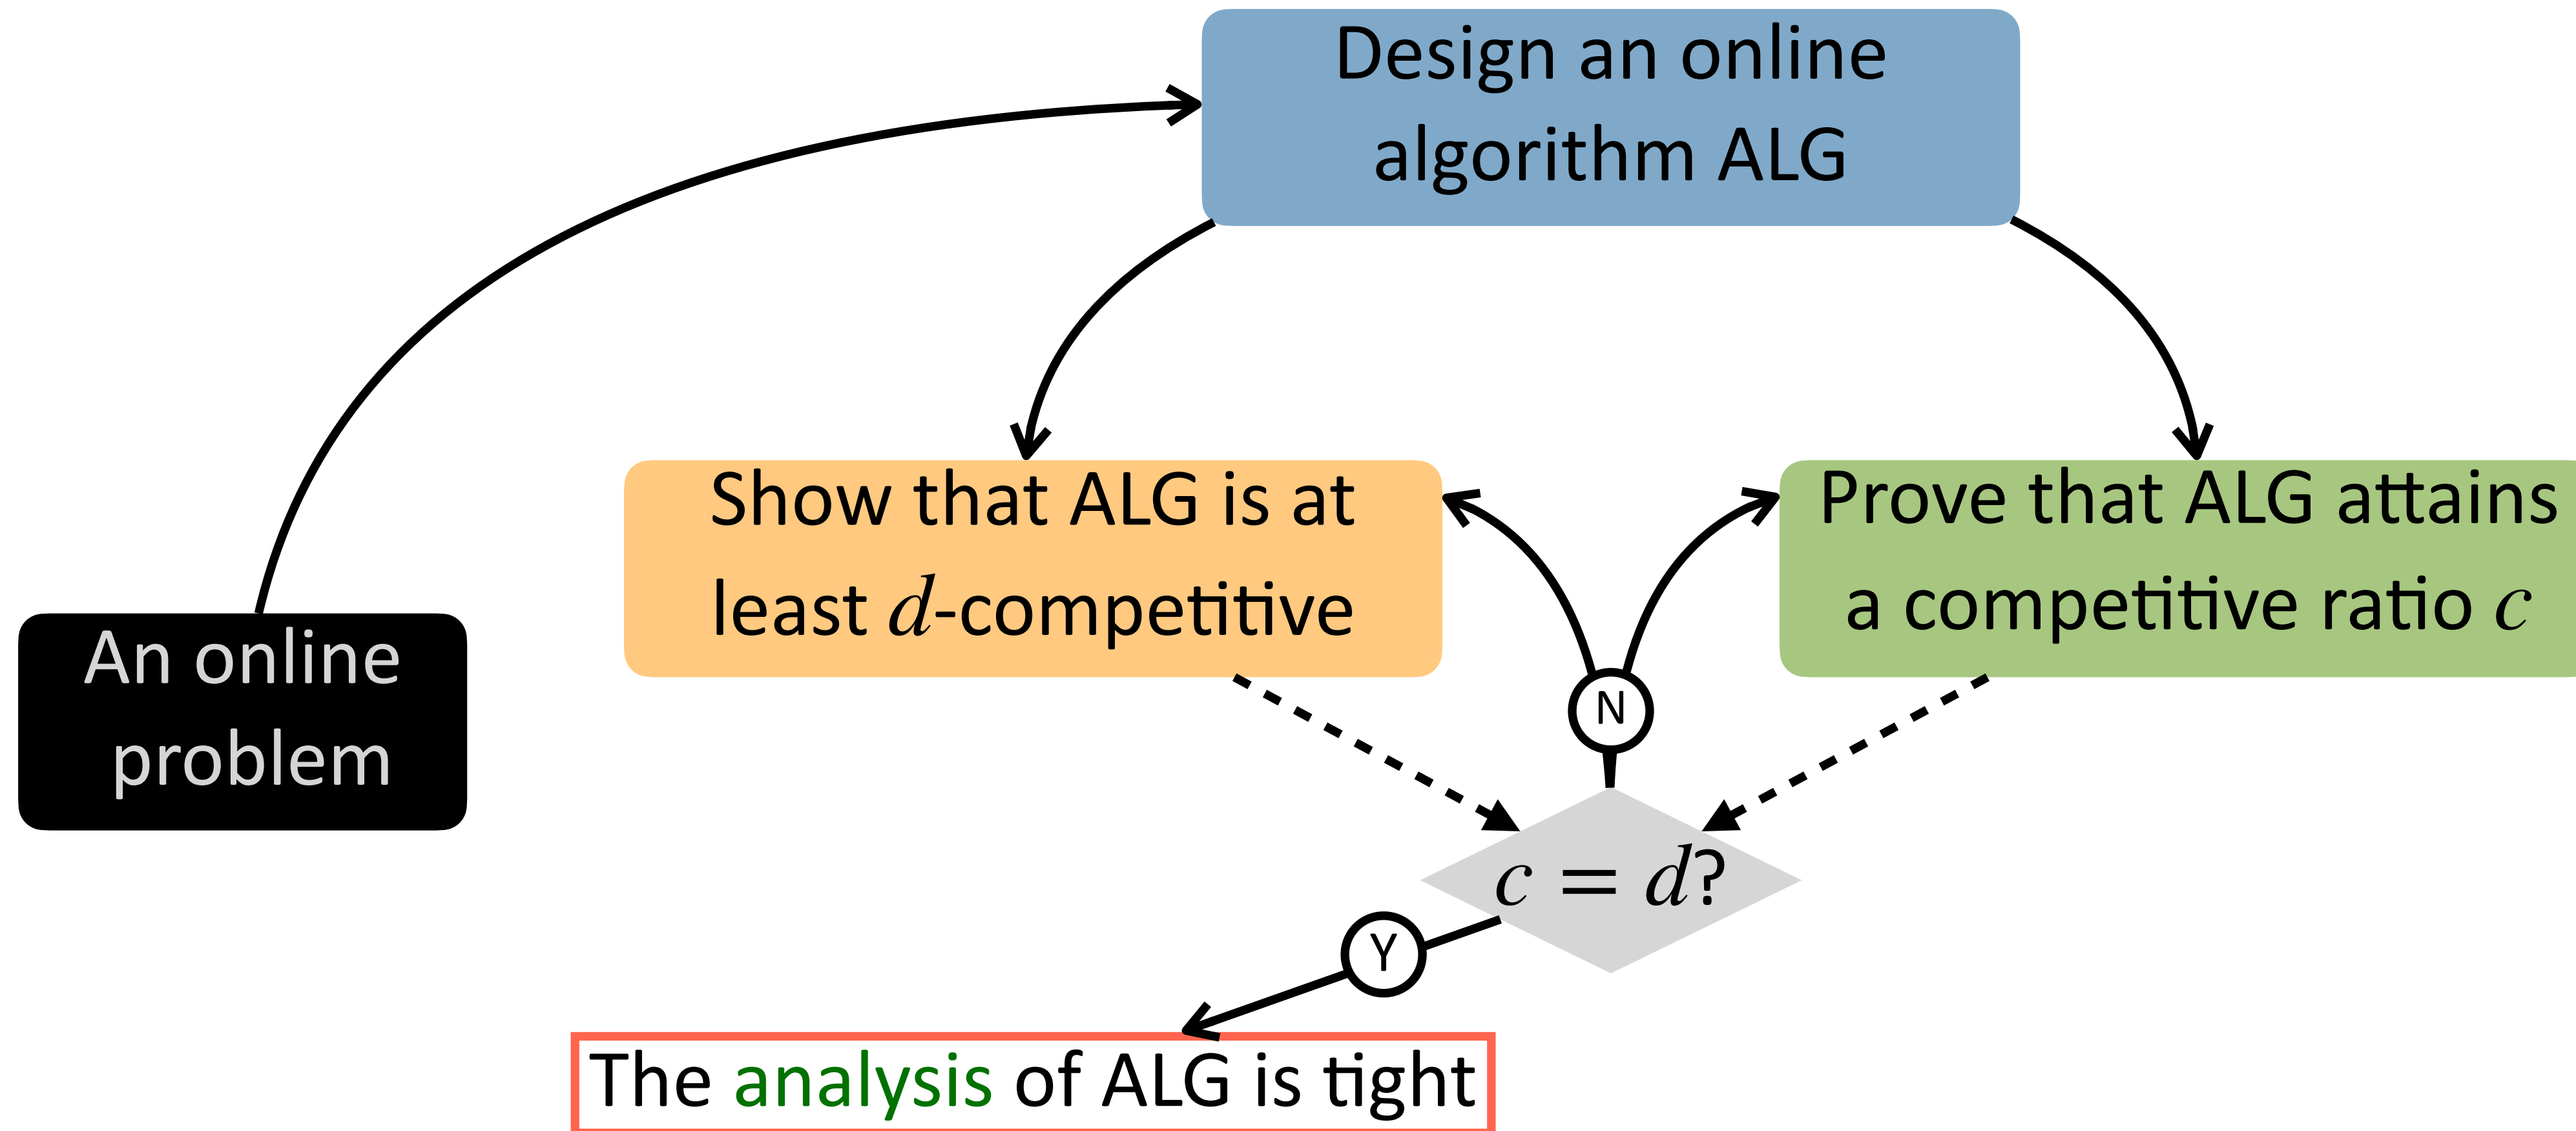 Design an online
algorithm ALG
Show that ALG is at
least d-competitive
Prove that ALG attains
a competitive ratio c
An online
problem
N
c = d?
Y
The analysis of ALG is tight